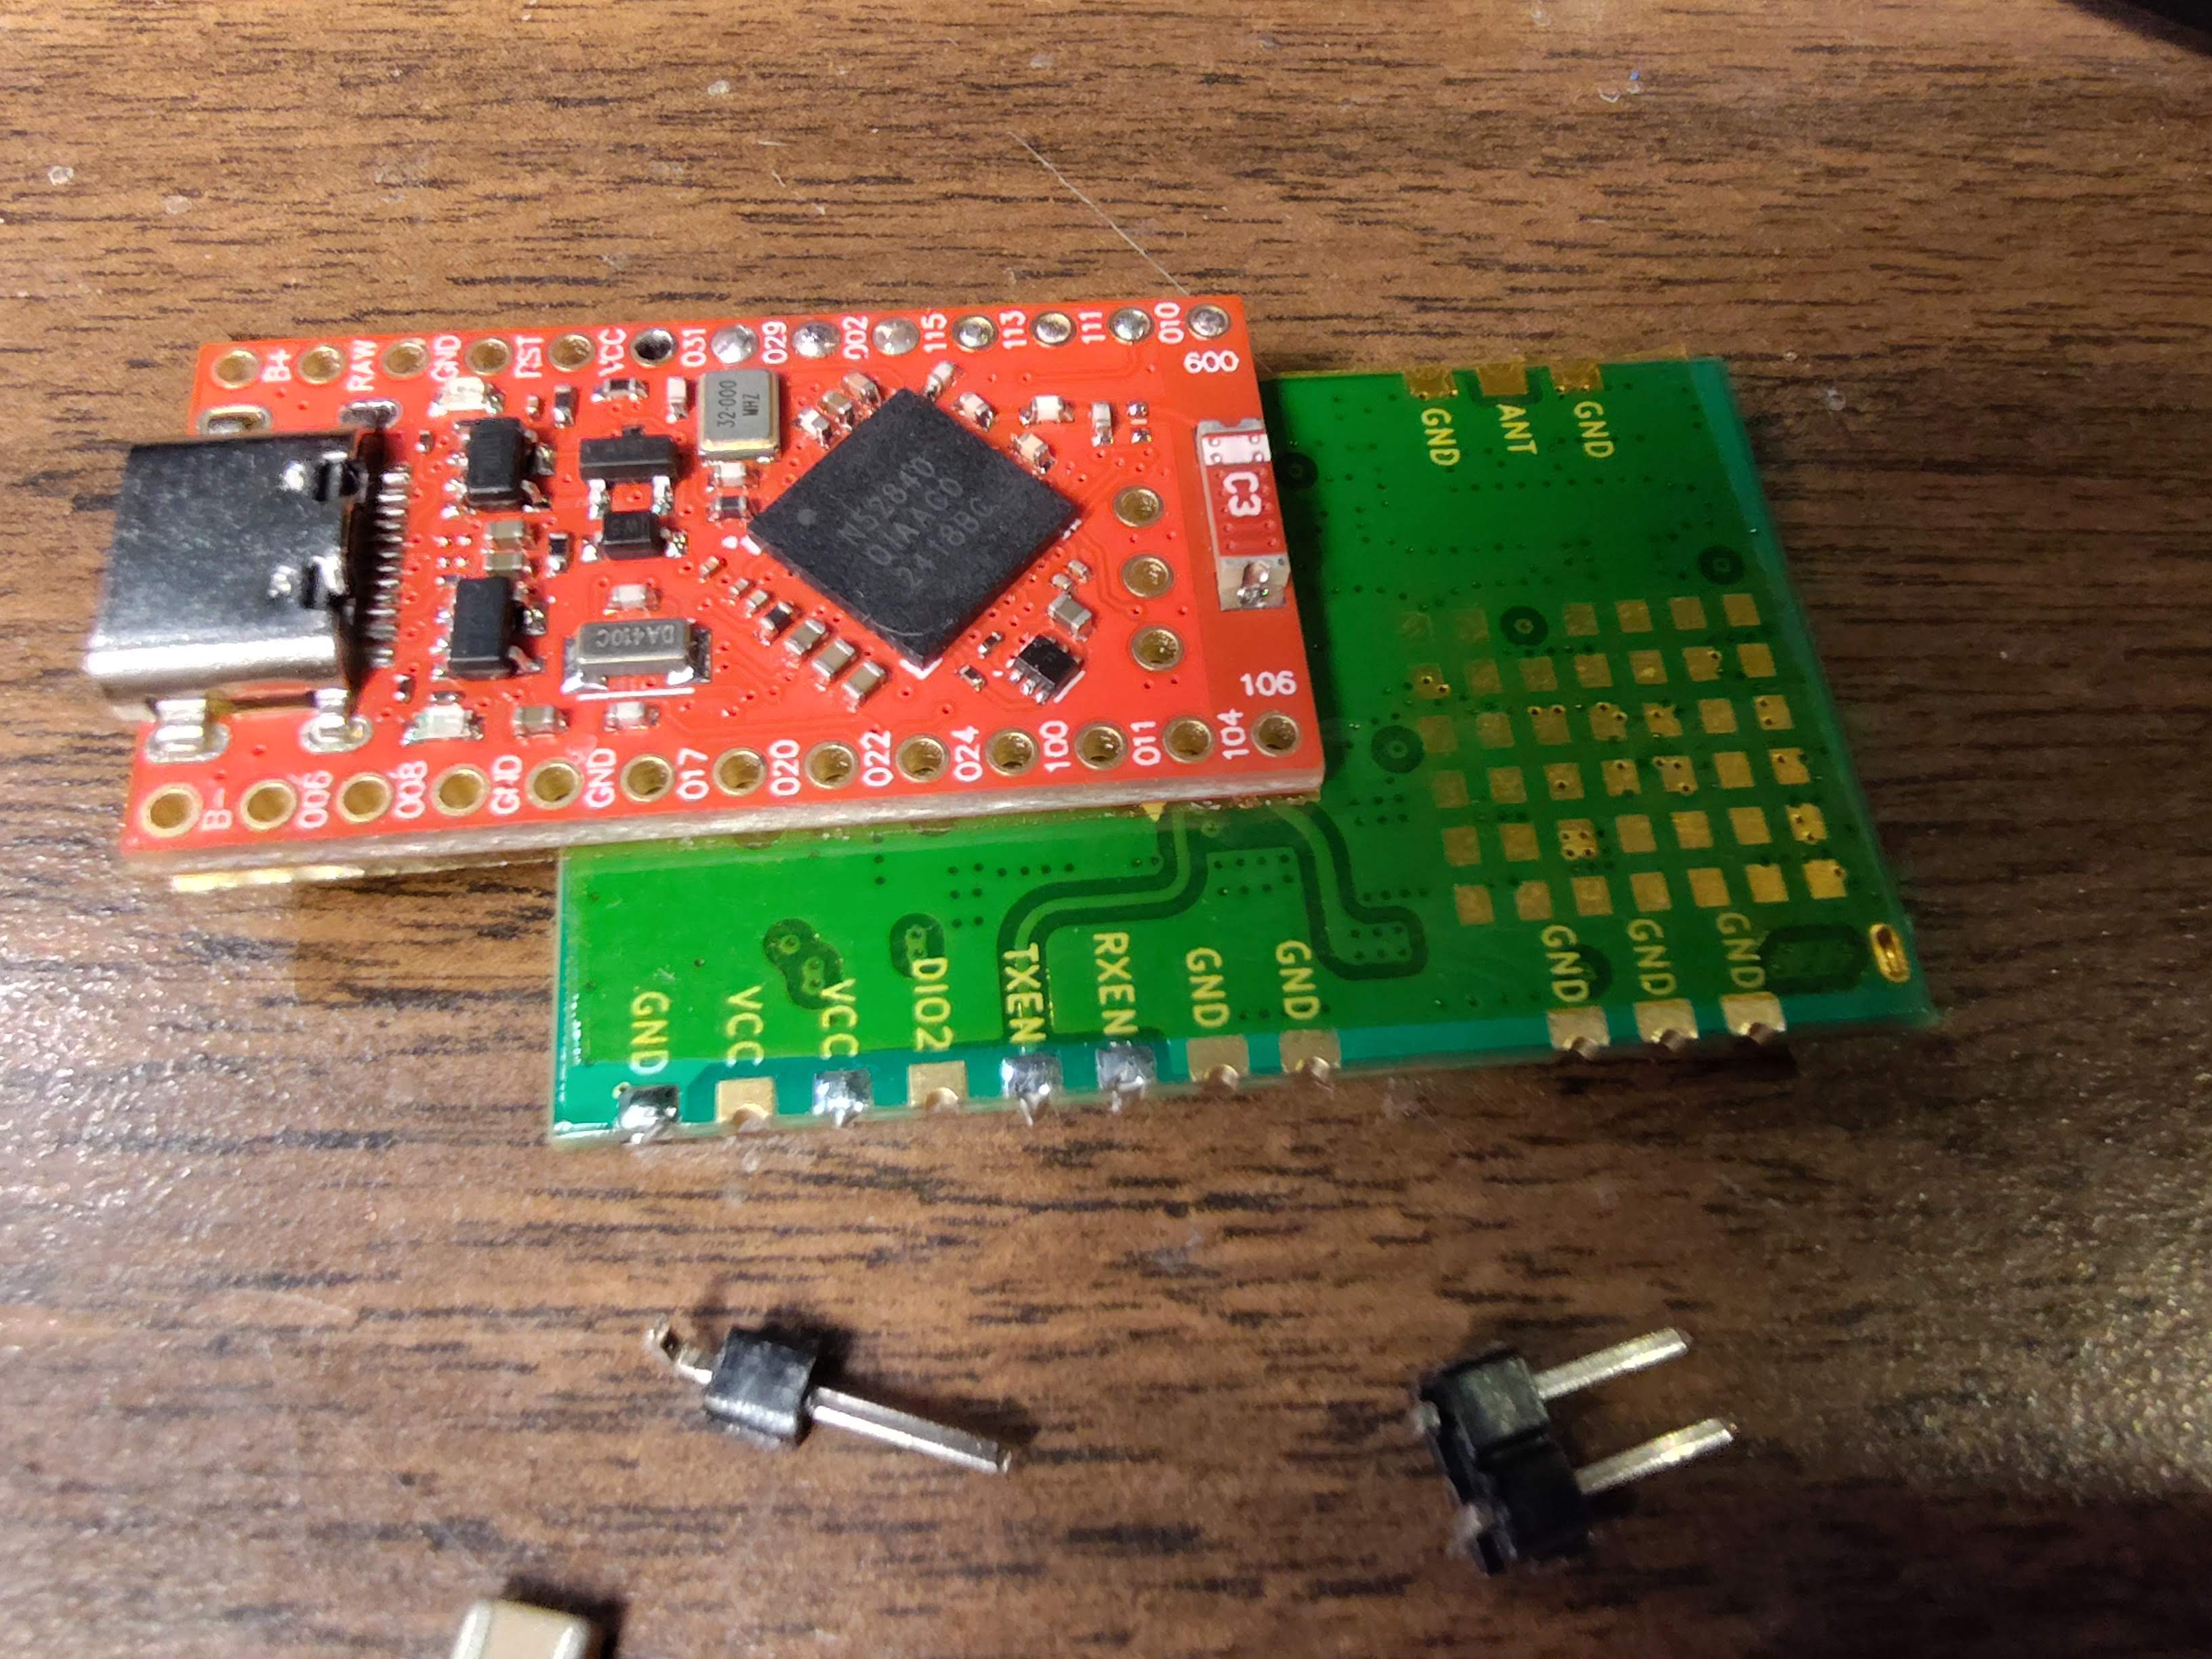 B+
RAW
GND
RST
VCC
031
029
002
115
113
111
010
600
32.000
MHZ
N52840
QIAAC0
2418BC
C3
DA410C
106
B-
006
008
GND
GND
017
020
022
024
100
011
104
GND
ANT
GND
GND
VCC
VCC
DIO2
TXEN
RXEN
GND
GND
GND
GND
GND